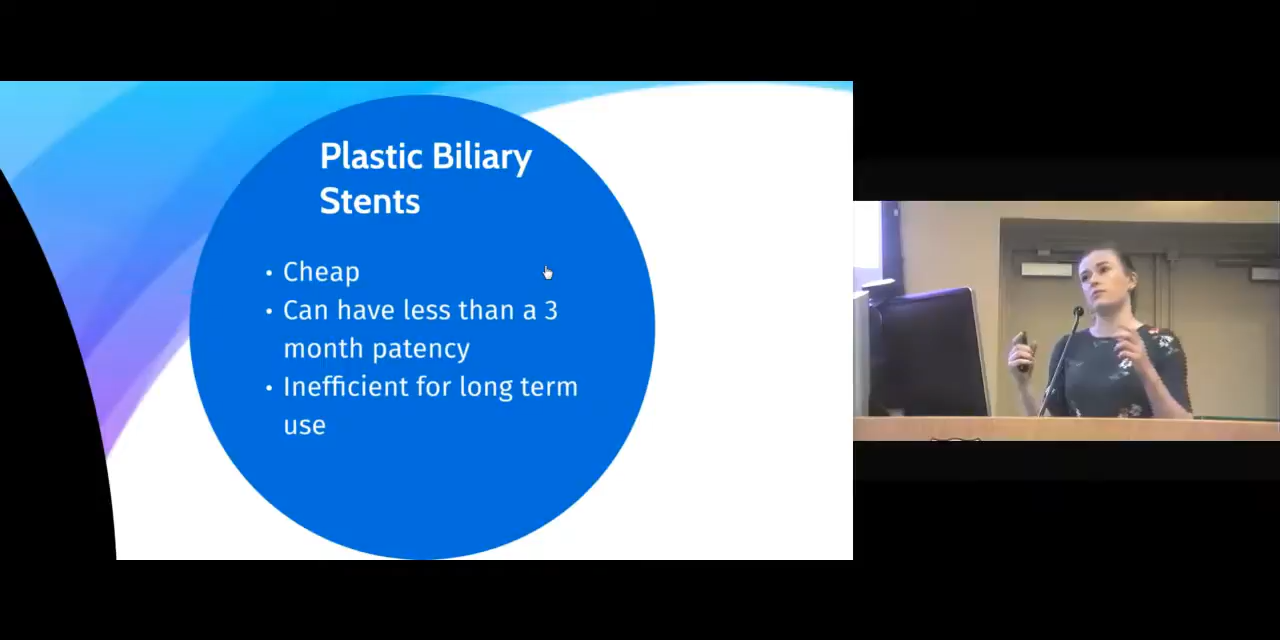 Plastic Biliary
Stents
• Cheap
• Can have less than a 3
month patency
• Inefficient for long term
use